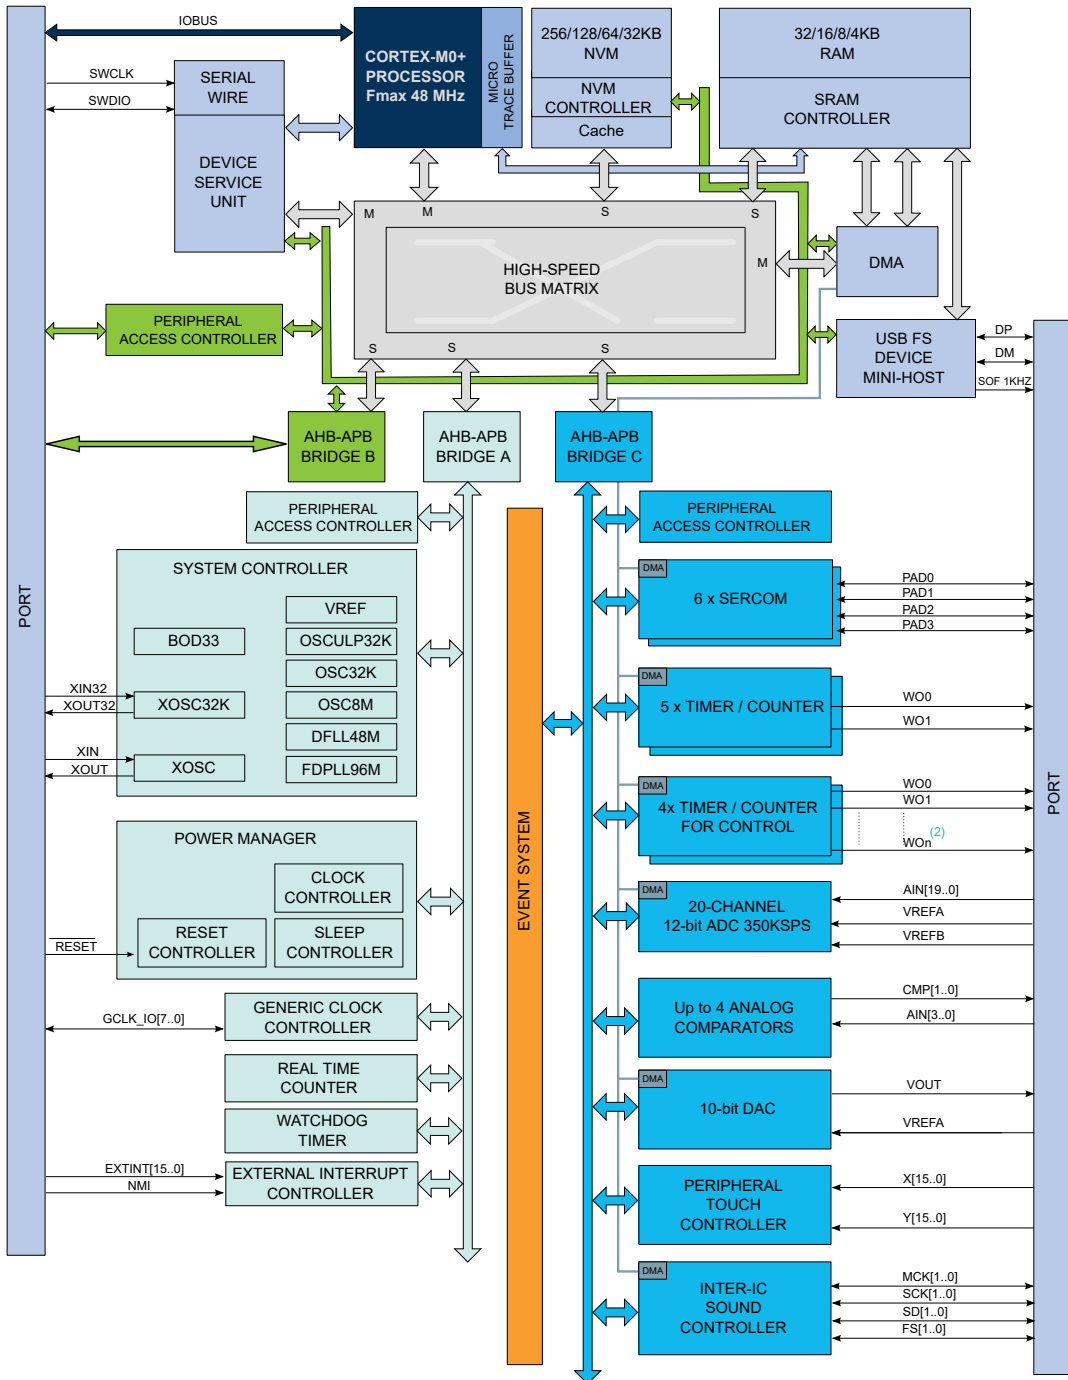 IOBUS
CORTEX-M0+
PROCESSOR
Fmax 48 MHz
MICRO
TRACE BUFFER
256/128/64/32KB
NVM
NVM
CONTROLLER
Cache
32/16/8/4KB
RAM
SRAM
CONTROLLER
SWCLK
SWDIO
SERIAL
WIRE
DEVICE
SERVICE
UNIT
M
M
S
S
HIGH-SPEED
BUS MATRIX
M
S
S
S
DMA
PERIPHERAL
ACCESS CONTROLLER
USB FS
DEVICE
MINI-HOST
DP
DM
SOF 1KHZ
AHB-APB
BRIDGE B
AHB-APB
BRIDGE A
AHB-APB
BRIDGE C
PORT
PERIPHERAL
ACCESS CONTROLLER
SYSTEM CONTROLLER
VREF
BOD33
OSCULP32K
OSC32K
XIN32
XOUT32
XOSC32K
OSC8M
DFLL48M
XIN
XOUT
XOSC
FDPLL96M
POWER MANAGER
CLOCK
CONTROLLER
RESET
RESET
CONTROLLER
SLEEP
CONTROLLER
GCLK_IO[7..0]
GENERIC CLOCK
CONTROLLER
REAL TIME
COUNTER
WATCHDOG
TIMER
EXTINT[15..0]
NMI
EXTERNAL INTERRUPT
CONTROLLER
EVENT SYSTEM
PERIPHERAL
ACCESS CONTROLLER
DMA
6 x SERCOM
PAD0
PAD1
PAD2
PAD3
DMA
5 x TIMER / COUNTER
WO0
WO1
DMA
4x TIMER / COUNTER
FOR CONTROL
WO0
WO1
(2)
WOn
DMA
20-CHANNEL
12-bit ADC 350KSPS
AIN[19..0]
VREFA
VREFB
Up to 4 ANALOG
COMPARATORS
CMP[1..0]
AIN[3..0]
DMA
10-bit DAC
VOUT
VREFA
PERIPHERAL
TOUCH
CONTROLLER
X[15..0]
Y[15..0]
DMA
INTER-IC
SOUND
CONTROLLER
MCK[1..0]
SCK[1..0]
SD[1..0]
FS[1..0]
PORT